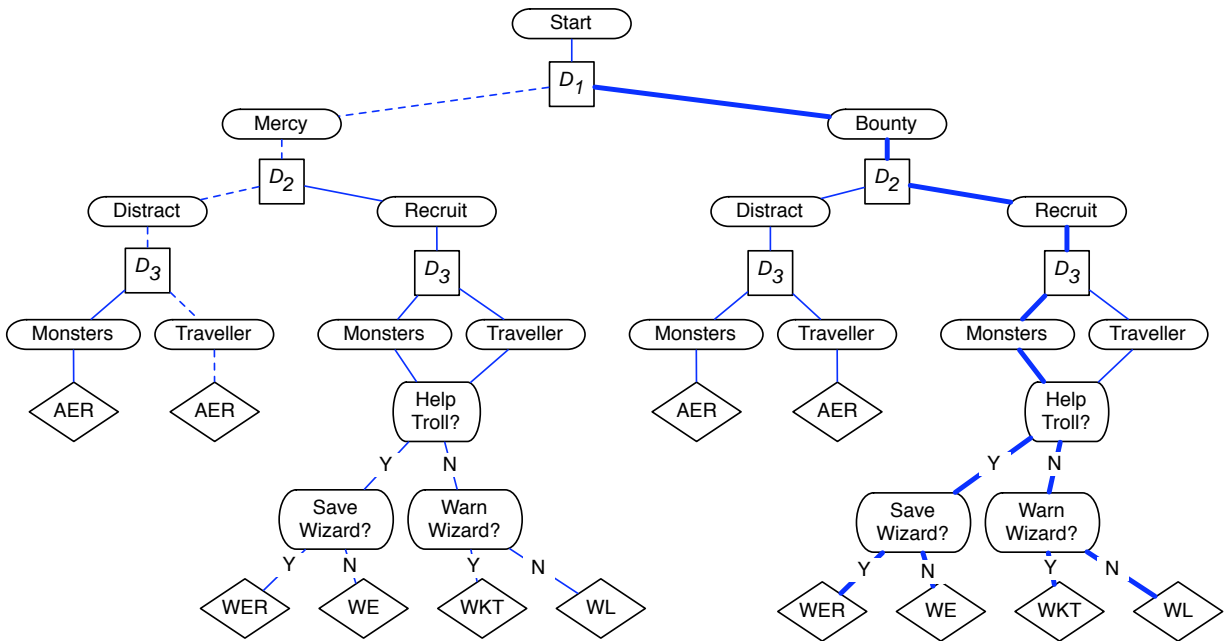 Start
D1
Mercy
Bounty
D2
D2
Distract
Recruit
Distract
Recruit
D3
D3
D3
D3
Monsters
Traveller
Monsters
Traveller
Monsters
Traveller
Monsters
Traveller
AER
AER
Help
Troll?
AER
AER
Help
Troll?
Y
N
Y
N
Save
Wizard?
Warn
Wizard?
Save
Wizard?
Warn
Wizard?
Y
N
Y
N
Y
N
Y
N
WER
WE
WKT
WL
WER
WE
WKT
WL